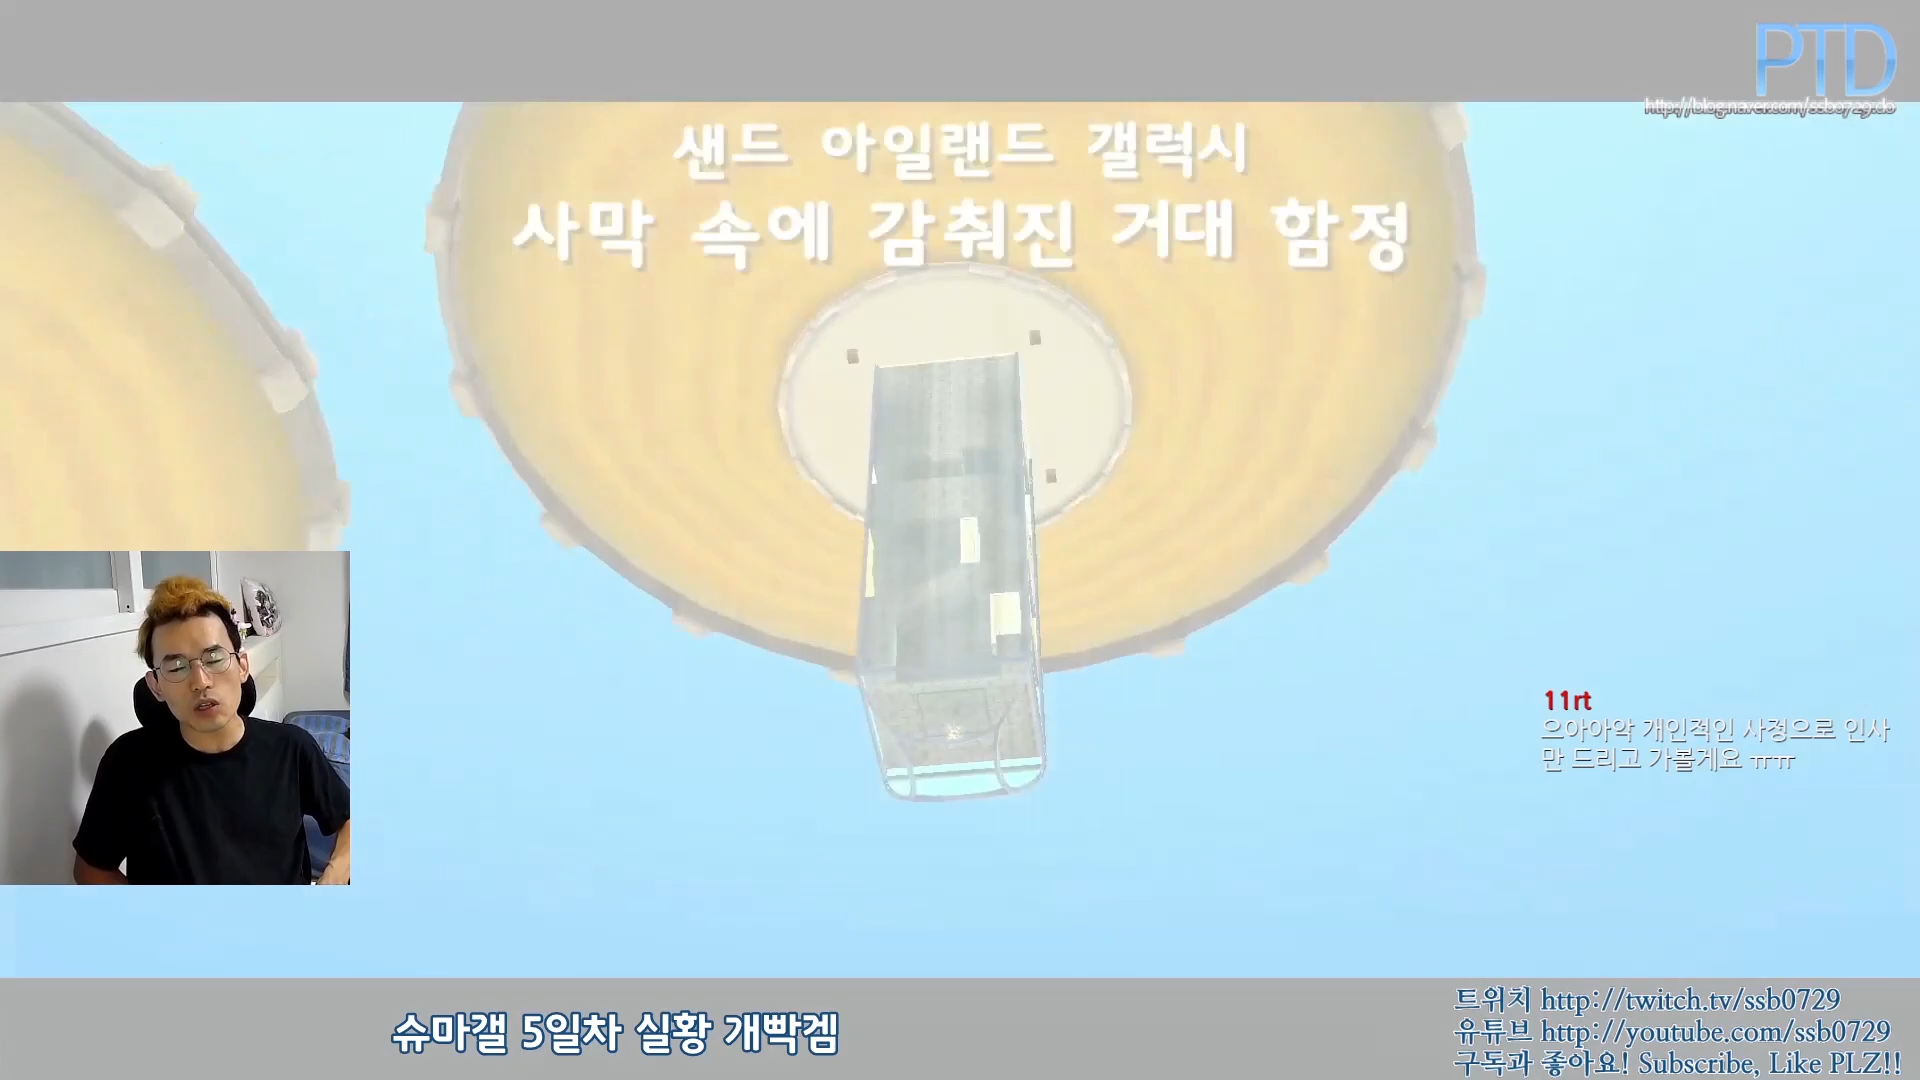 PTD
http://blog.naver.com/ssb0729.do
샌드 아일랜드 갤럭시
사막 속에 감춰진 거대 함정
11rt
으아아악 개인적인 사정으로 인사
만 드리고 가볼게요 ㅠㅠ
슈마갤 5일차 실황 개빡겜
트위치 http://twitch.tv/ssb0729
유튜브 http://youtube.com/ssb0729
구독과 좋아요! Subscribe, Like PLZ!!